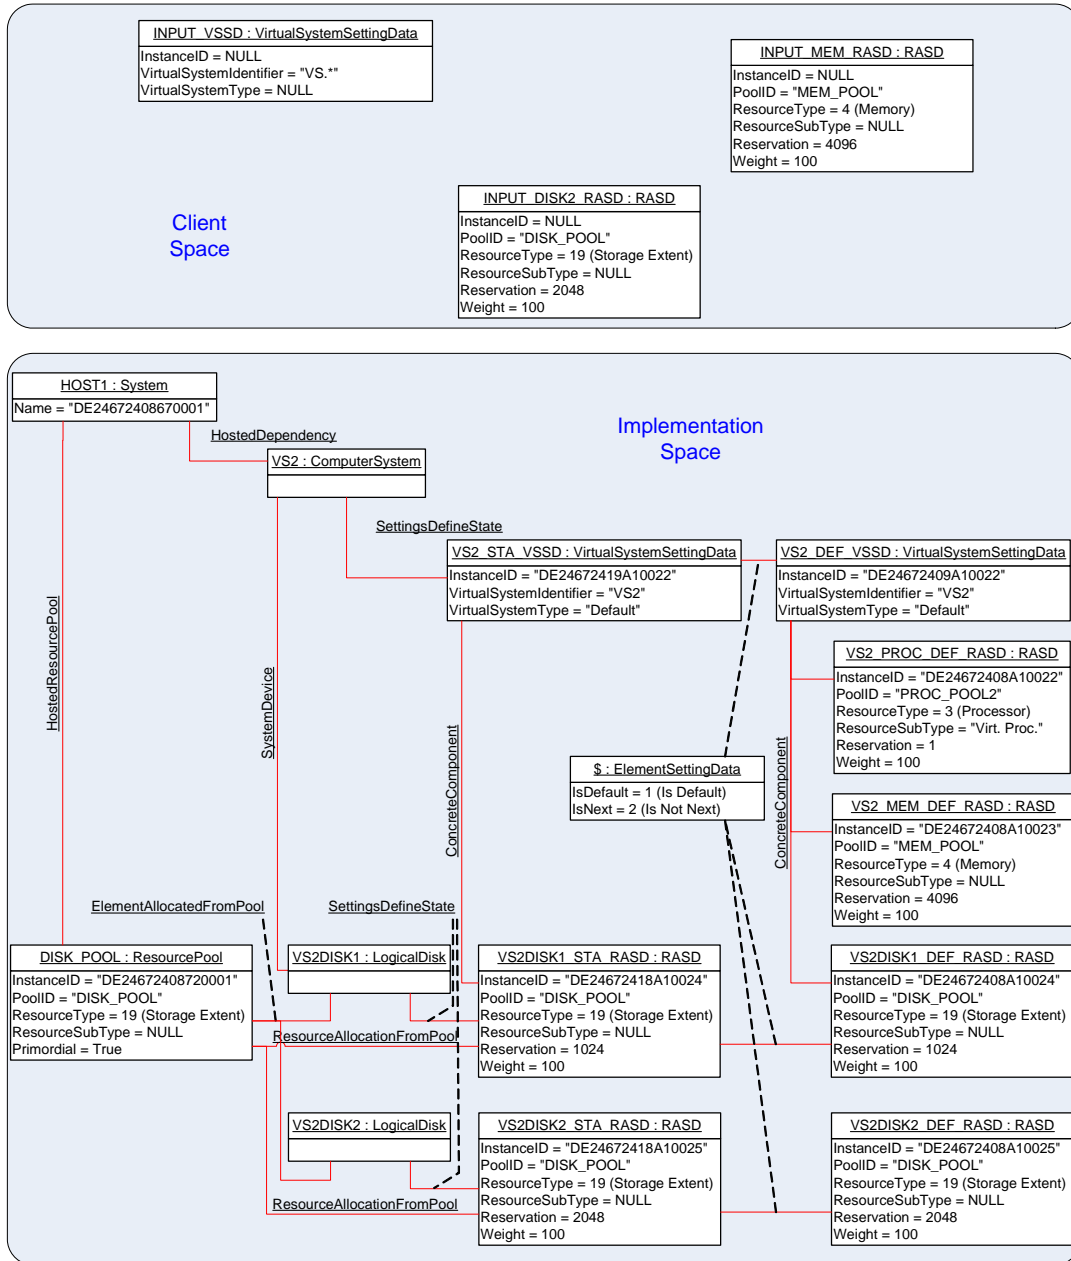 INPUT_VSSD : VirtualSystemSettingData
InstanceID = NULL
VirtualSystemIdentifier = "VS.*"
VirtualSystemType = NULL
INPUT_MEM_RASD : RASD
InstanceID = NULL
PoolID = "MEM_POOL"
ResourceType = 4 (Memory)
ResourceSubType = NULL
Reservation = 4096
Weight = 100
INPUT_DISK2_RASD : RASD
InstanceID = NULL
PoolID = "DISK_POOL"
ResourceType = 19 (Storage Extent)
ResourceSubType = NULL
Reservation = 2048
Weight = 100
Client
Space
HOST1 : System
Name = "DE24672408670001"
Implementation
Space
HostedDependency
VS2 : ComputerSystem
SettingsDefineState
VS2_STA_VSSD : VirtualSystemSettingData
InstanceID = "DE24672419A10022"
VirtualSystemIdentifier = "VS2"
VirtualSystemType = "Default"
VS2_DEF_VSSD : VirtualSystemSettingData
InstanceID = "DE24672409A10022"
VirtualSystemIdentifier = "VS2"
VirtualSystemType = "Default"
HostedResourcePool
SystemDevice
ConcreteComponent
ConcreteComponent
VS2_PROC_DEF_RASD : RASD
InstanceID = "DE24672408A10022"
PoolID = "PROC_POOL2"
ResourceType = 3 (Processor)
ResourceSubType = "Virt. Proc."
Reservation = 1
Weight = 100
$ : ElementSettingData
IsDefault = 1 (Is Default)
IsNext = 2 (Is Not Next)
VS2_MEM_DEF_RASD : RASD
InstanceID = "DE24672408A10023"
PoolID = "MEM_POOL"
ResourceType = 4 (Memory)
ResourceSubType = NULL
Reservation = 4096
Weight = 100
ElementAllocatedFromPool
SettingsDefineState
DISK_POOL : ResourcePool
InstanceID = "DE24672408720001"
PoolID = "DISK_POOL"
ResourceType = 19 (Storage Extent)
ResourceSubType = NULL
Primordial = True
VS2DISK1 : LogicalDisk
ResourceAllocationFromPool
VS2DISK1_STA_RASD : RASD
InstanceID = "DE24672418A10024"
PoolID = "DISK_POOL"
ResourceType = 19 (Storage Extent)
ResourceSubType = NULL
Reservation = 1024
Weight = 100
VS2DISK1_DEF_RASD : RASD
InstanceID = "DE24672408A10024"
PoolID = "DISK_POOL"
ResourceType = 19 (Storage Extent)
ResourceSubType = NULL
Reservation = 1024
Weight = 100
VS2DISK2 : LogicalDisk
ResourceAllocationFromPool
VS2DISK2_STA_RASD : RASD
InstanceID = "DE24672418A10025"
PoolID = "DISK_POOL"
ResourceType = 19 (Storage Extent)
ResourceSubType = NULL
Reservation = 2048
Weight = 100
VS2DISK2_DEF_RASD : RASD
InstanceID = "DE24672408A10025"
PoolID = "DISK_POOL"
ResourceType = 19 (Storage Extent)
ResourceSubType = NULL
Reservation = 2048
Weight = 100